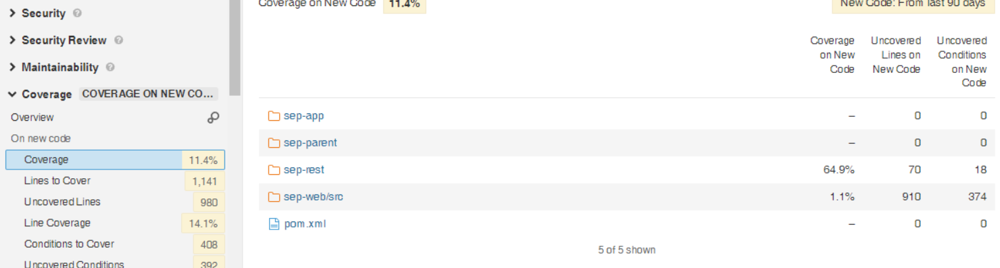 Security
Security Review
Maintainability
Coverage COVERAGE ON NEW CO...
Overview
On new code
Coverage 11.4%
Lines to Cover 1,141
Uncovered Lines 980
Line Coverage 14.1%
Conditions to Cover 408
Uncovered Conditions 392
Coverage on New Code 11.4%
New Code: From last 90 days
Coverage on New Code
Uncovered Lines on New Code
Uncovered Conditions on New Code
sep-app – 0 0
sep-parent – 0 0
sep-rest 64.9% 70 18
sep-web/src 1.1% 910 374
pom.xml – 0 0
5 of 5 shown